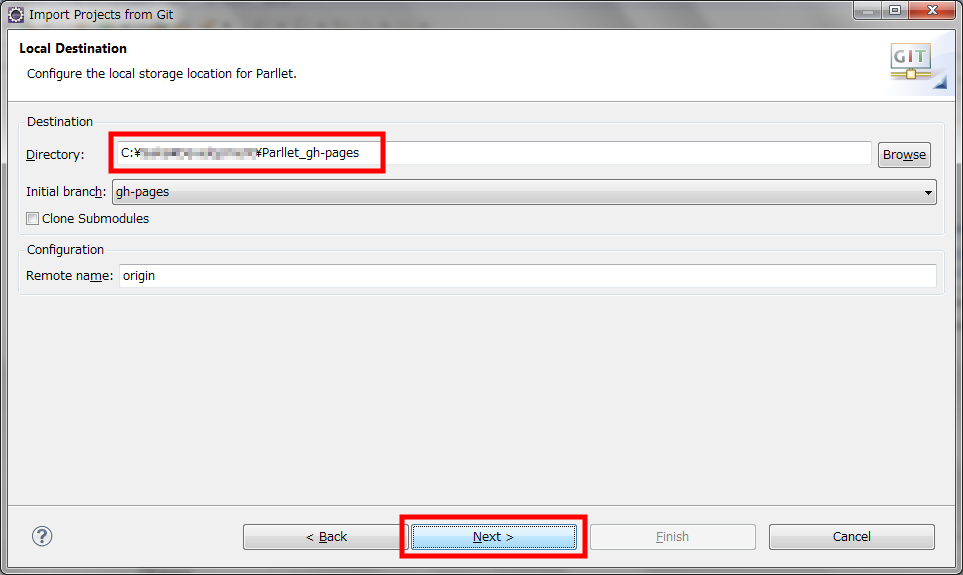 Import Projects from Git
Local Destination
Configure the local storage location for Parllet.
GIT
Destination
Directory: C:¥ ¥Parllet_gh-pages Browse
Initial branch: gh-pages
Clone Submodules
Configuration
Remote name: origin
< Back Next > Finish Cancel